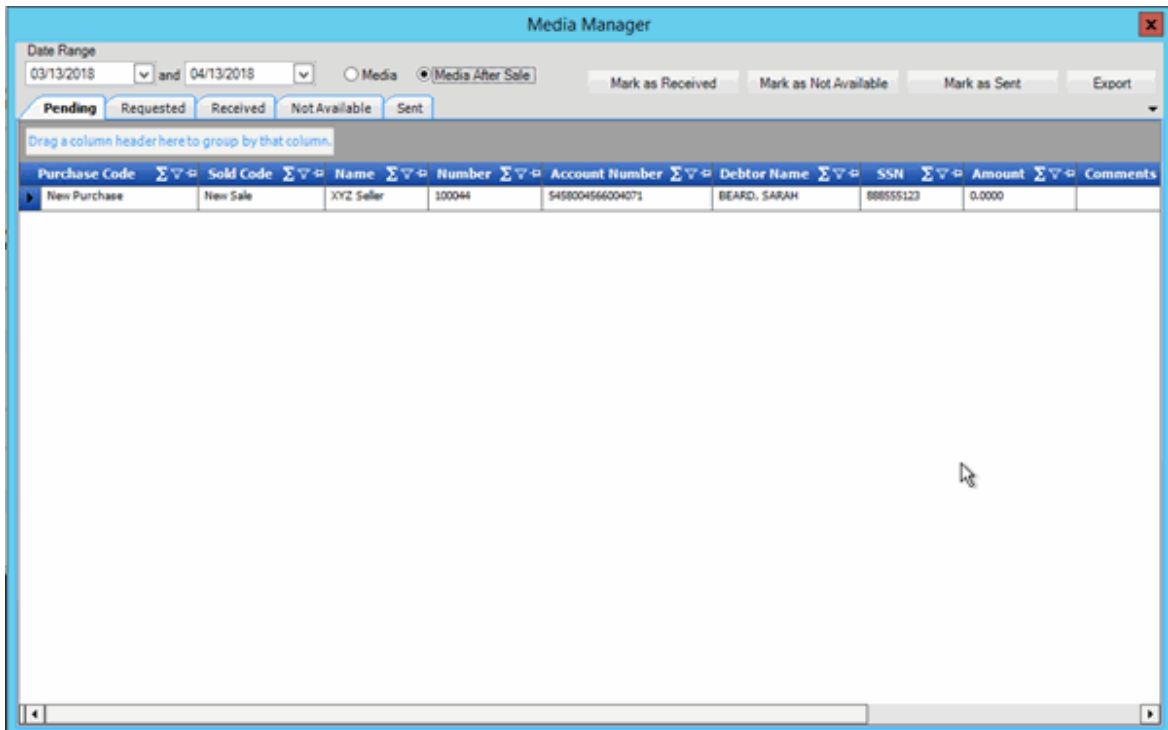 Media Manager
Date Range
03/13/2018 and 04/13/2018 Media Media After Sale Mark as Received Mark as Not Available Mark as Sent Export
Pending Requested Received Not Available Sent
Drag a column header here to group by that column.
Purchase Code Sold Code Name Number Account Number Debtor Name SSN Amount Comments
New Purchase New Sale XYZ Seller 100044 5458004566004071 BEARD, SARAH 888555123 0.0000